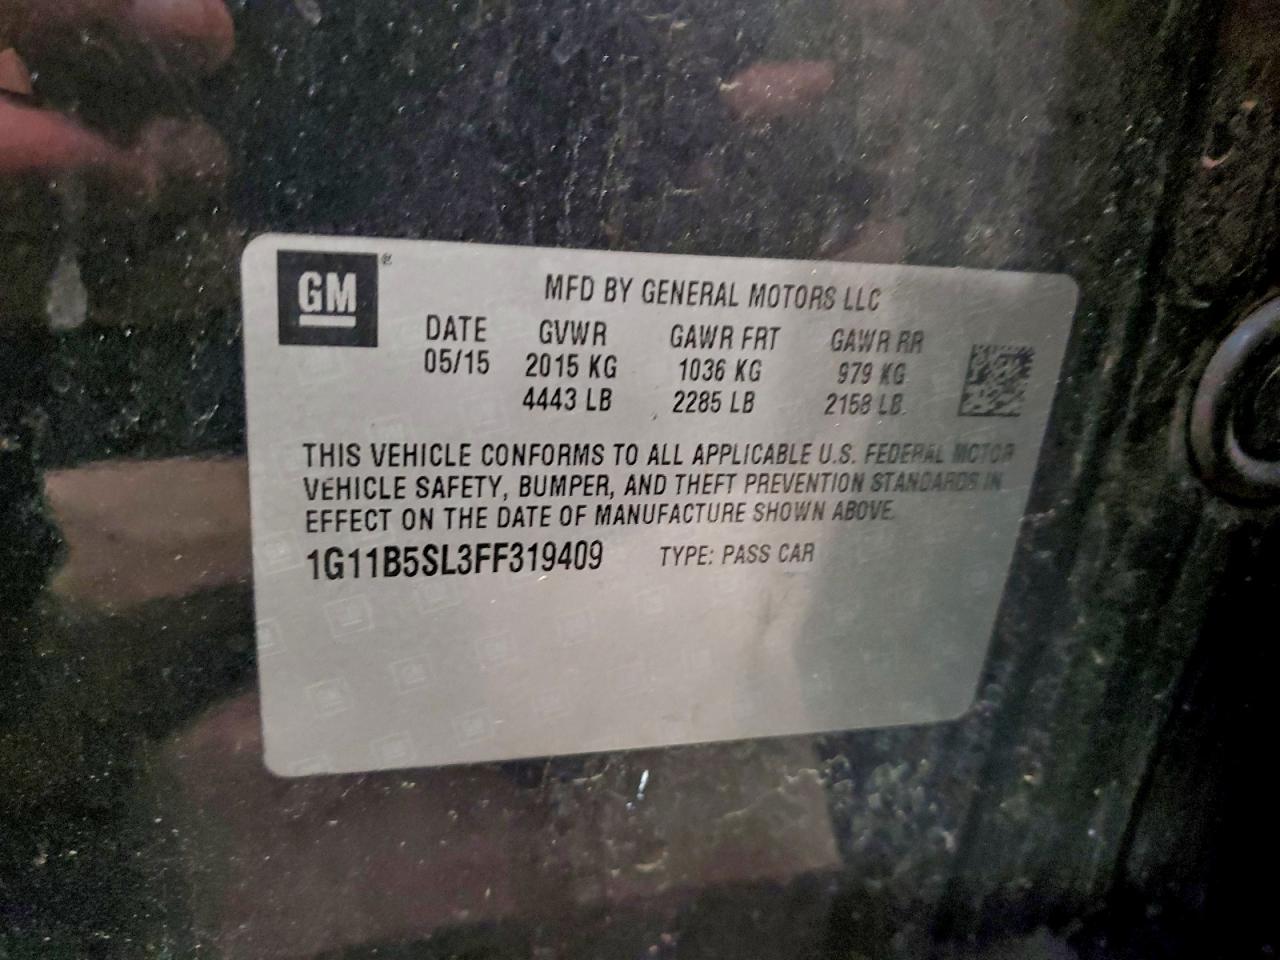 GM®
MFD BY GENERAL MOTORS LLC
DATE GVWR GAWR FRT GAWR RR
05/15 2015 KG 1036 KG 979 KG
4443 LB 2285 LB 2158 LB
THIS VEHICLE CONFORMS TO ALL APPLICABLE U.S. FEDERAL MOTOR
VEHICLE SAFETY, BUMPER, AND THEFT PREVENTION STANDARDS IN
EFFECT ON THE DATE OF MANUFACTURE SHOWN ABOVE.
1G11B5SL3FF319409 TYPE: PASS CAR